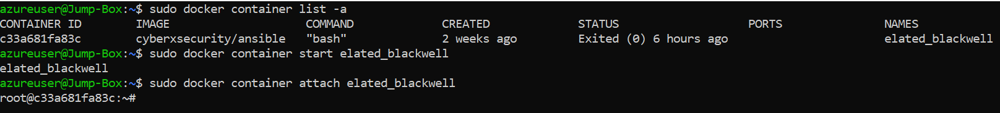 azureuser@Jump-Box:~$ sudo docker container list -a
CONTAINER ID IMAGE COMMAND CREATED STATUS PORTS NAMES
c33a681fa83c cyberxsecurity/ansible "bash" 2 weeks ago Exited (0) 6 hours ago elated_blackwell
azureuser@Jump-Box:~$ sudo docker container start elated_blackwell
elated_blackwell
azureuser@Jump-Box:~$ sudo docker container attach elated_blackwell
root@c33a681fa83c:~#